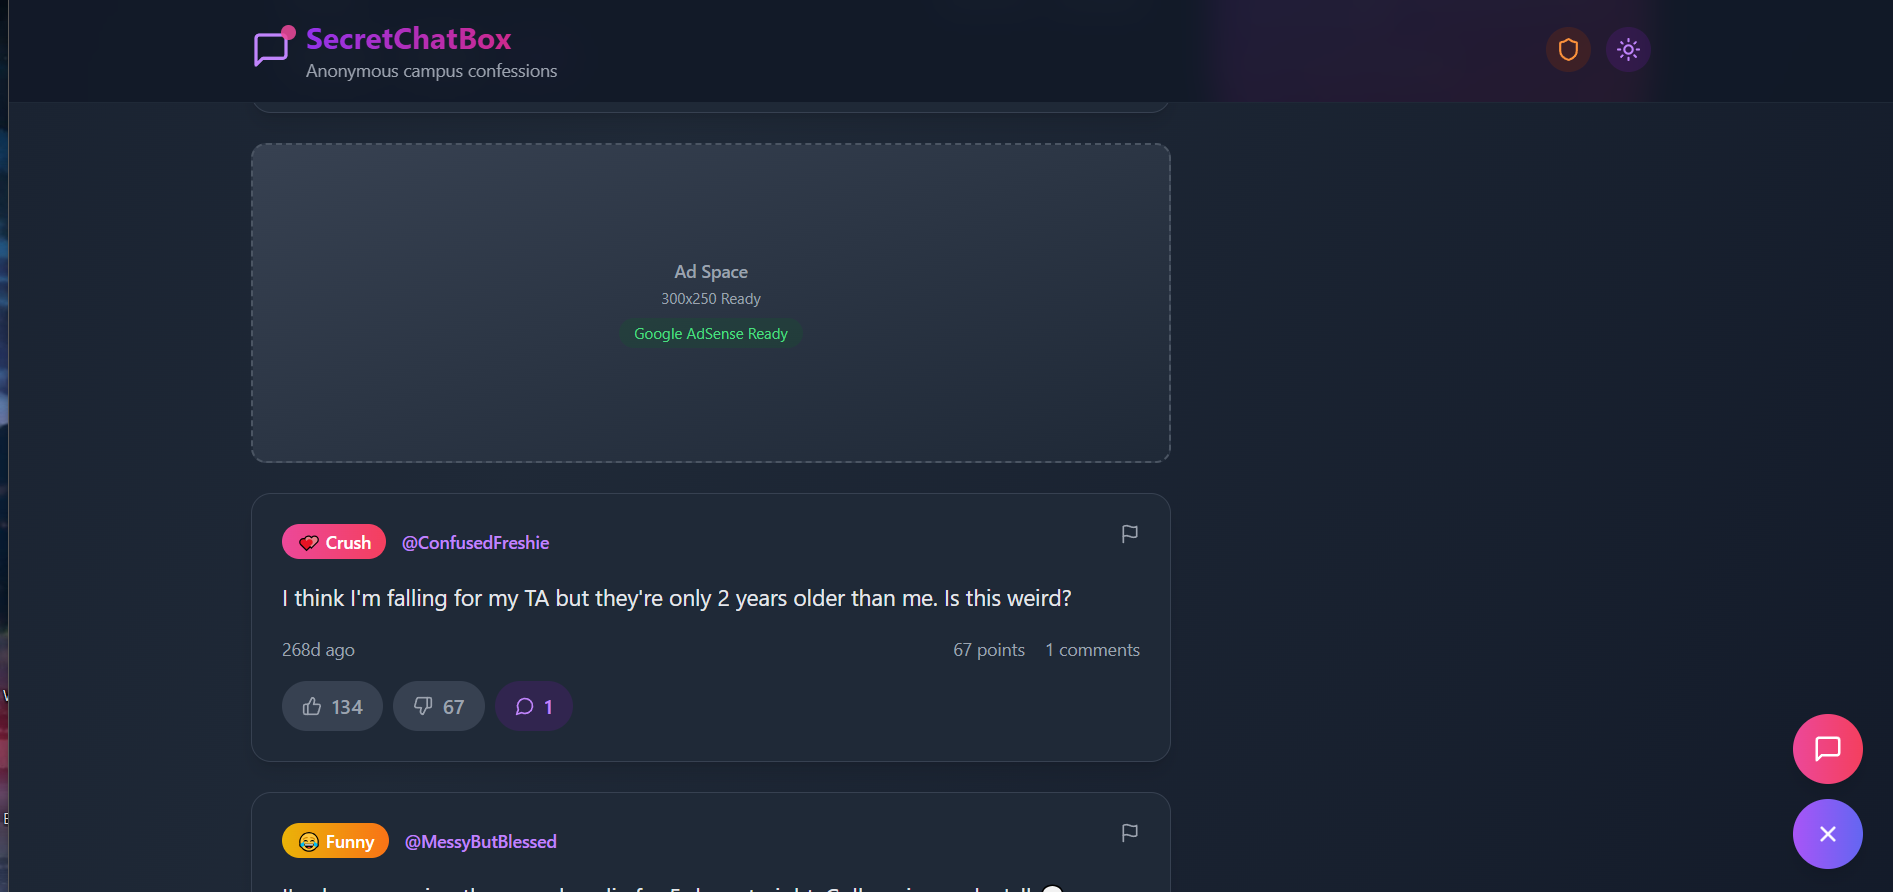 SecretChatBox
Anonymous campus confessions
Ad Space
300x250 Ready
Google AdSense Ready
Crush @ConfusedFreshie
I think I'm falling for my TA but they're only 2 years older than me. Is this weird?
268d ago 67 points 1 comments
134 67 1
Funny @MessyButBlessed